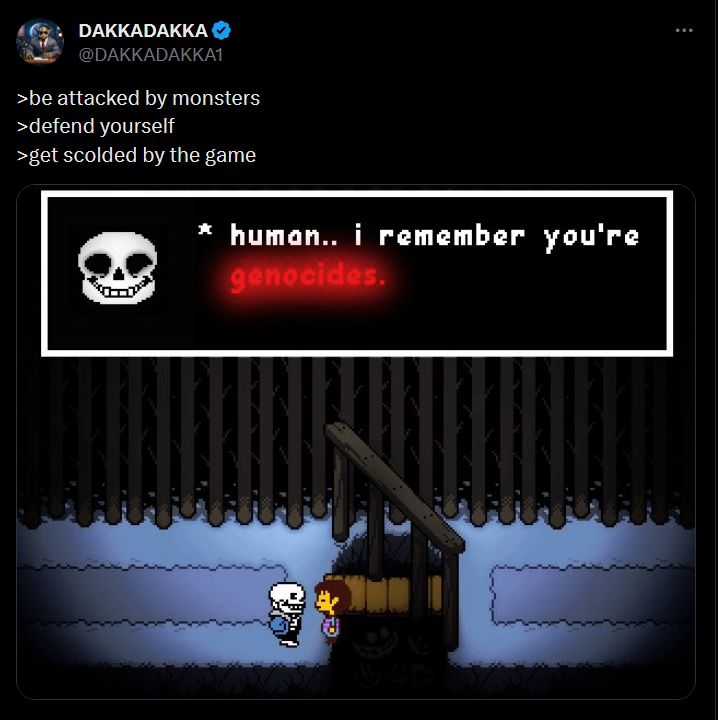 DAKKADAKKA
@DAKKADAKKA1
>be attacked by monsters
>defend yourself
>get scolded by the game
* human.. i remember you're
genocides.